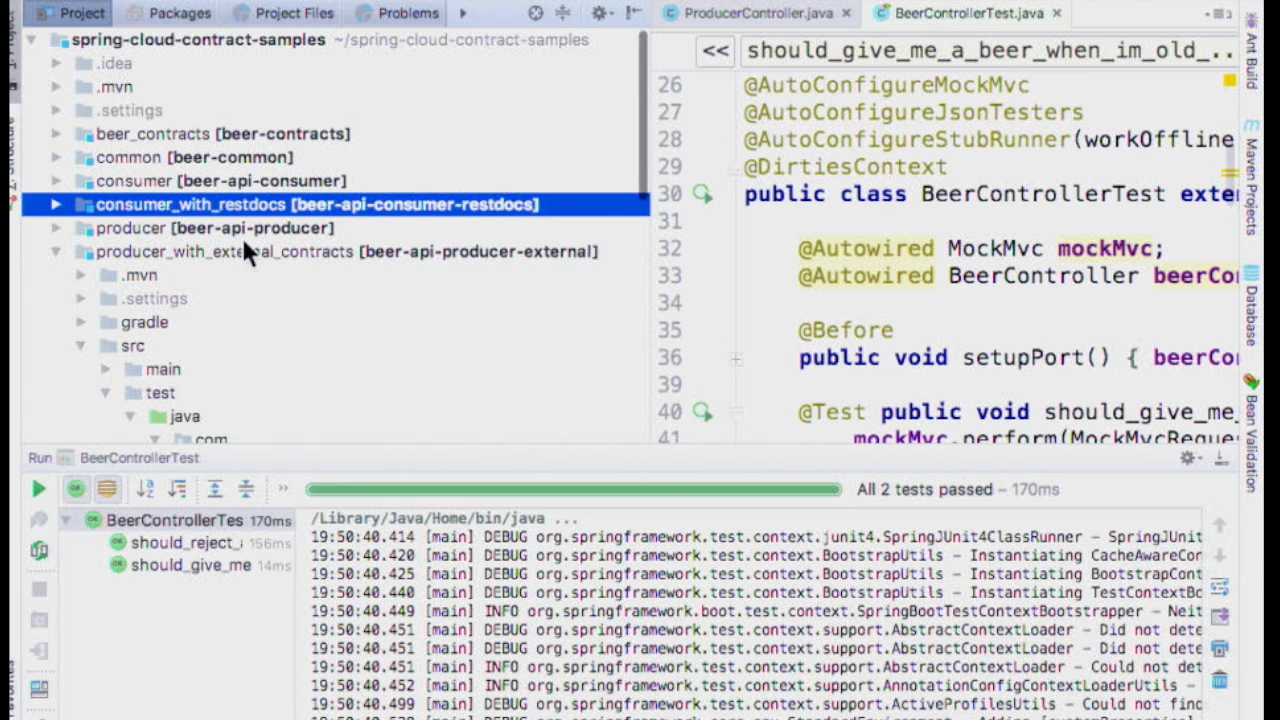 Project
Packages
Project Files
Problems
ProducerController.java
BeerControllerTest.java
spring-cloud-contract-samples ~/spring-cloud-contract-samples
.idea
.mvn
.settings
beer_contracts [beer-contracts]
common [beer-common]
consumer [beer-api-consumer]
consumer_with_restdocs [beer-api-consumer-restdocs]
producer [beer-api-producer]
producer_with_external_contracts [beer-api-producer-external]
.mvn
.settings
gradle
src
main
test
java
com
<< should_give_me_a_beer_when_im_old_...
26 @AutoConfigureMockMvc
27 @AutoConfigureJsonTesters
28 @AutoConfigureStubRunner(workOffline
29 @DirtiesContext
30 public class BeerControllerTest exte
31
32 @Autowired MockMvc mockMvc;
33 @Autowired BeerController beerCo
34
35 @Before
36 public void setupPort() { beerCo
39
40 @Test public void should_give_me_
41 mockMvc.perform(MockMvcReque
Ant Build
Maven Projects
Database
Bean Validation
Run BeerControllerTest
All 2 tests passed – 170ms
BeerControllerTes 170ms
should_reject_ 156ms
should_give_me 14ms
/Library/Java/Home/bin/java ...
19:50:40.414 [main] DEBUG org.springframework.test.context.junit4.SpringJUnit4ClassRunner – SpringJUnit
19:50:40.420 [main] DEBUG org.springframework.test.context.BootstrapUtils – Instantiating CacheAwareCon
19:50:40.425 [main] DEBUG org.springframework.test.context.BootstrapUtils – Instantiating BootstrapCont
19:50:40.440 [main] DEBUG org.springframework.test.context.BootstrapUtils – Instantiating TestContextBo
19:50:40.449 [main] INFO org.springframework.boot.test.context.SpringBootTestContextBootstrapper – Neit
19:50:40.451 [main] DEBUG org.springframework.test.context.support.AbstractContextLoader – Did not dete
19:50:40.451 [main] DEBUG org.springframework.test.context.support.AbstractContextLoader – Did not dete
19:50:40.451 [main] INFO org.springframework.test.context.support.AbstractContextLoader – Could not det
19:50:40.452 [main] INFO org.springframework.test.context.support.AnnotationConfigContextLoaderUtils –
19:50:40.499 [main] DEBUG org.springframework.test.context.support.ActiveProfilesUtils – Could not find